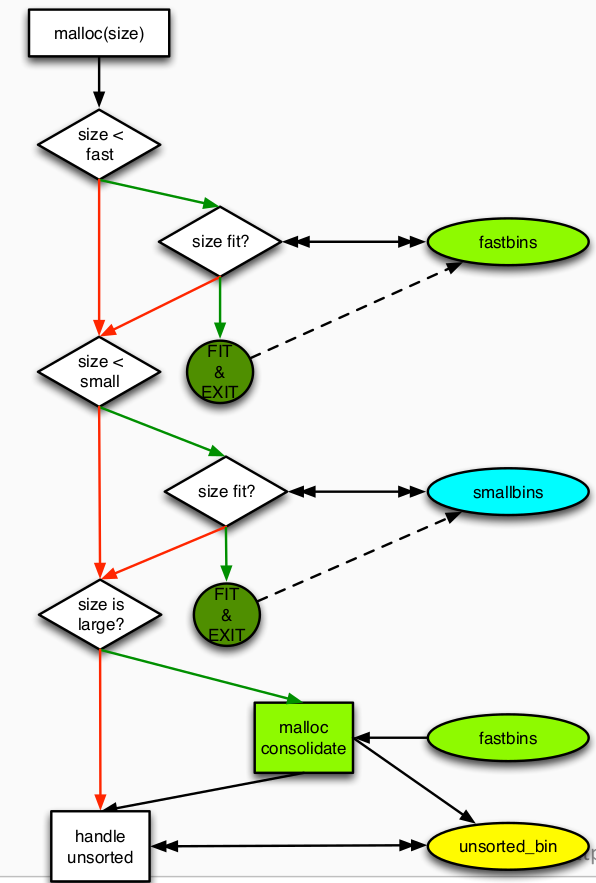 malloc(size)
size <
fast
size fit?
fastbins
FIT
&
EXIT
size <
small
size fit?
smallbins
FIT
&
EXIT
size is
large?
malloc
consolidate
fastbins
handle
unsorted
unsorted_bin